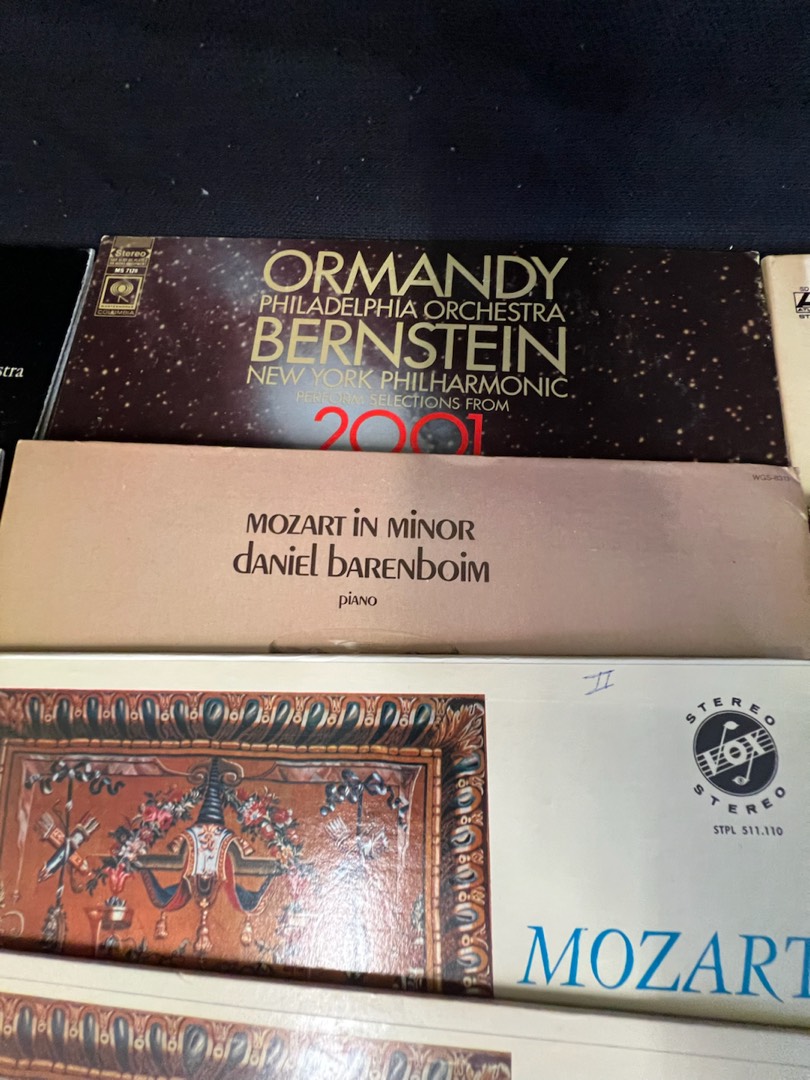 Stereo
MS 7176
COLUMBIA
ORMANDY
PHILADELPHIA ORCHESTRA
BERNSTEIN
NEW YORK PHILHARMONIC
PERFORM SELECTIONS FROM
2001
stra
SD
MOZART iN MiNOR
dANiEl bARENboiM
piANO
II
STEREO
VOX
STEREO
STPL 511.110
MOZART